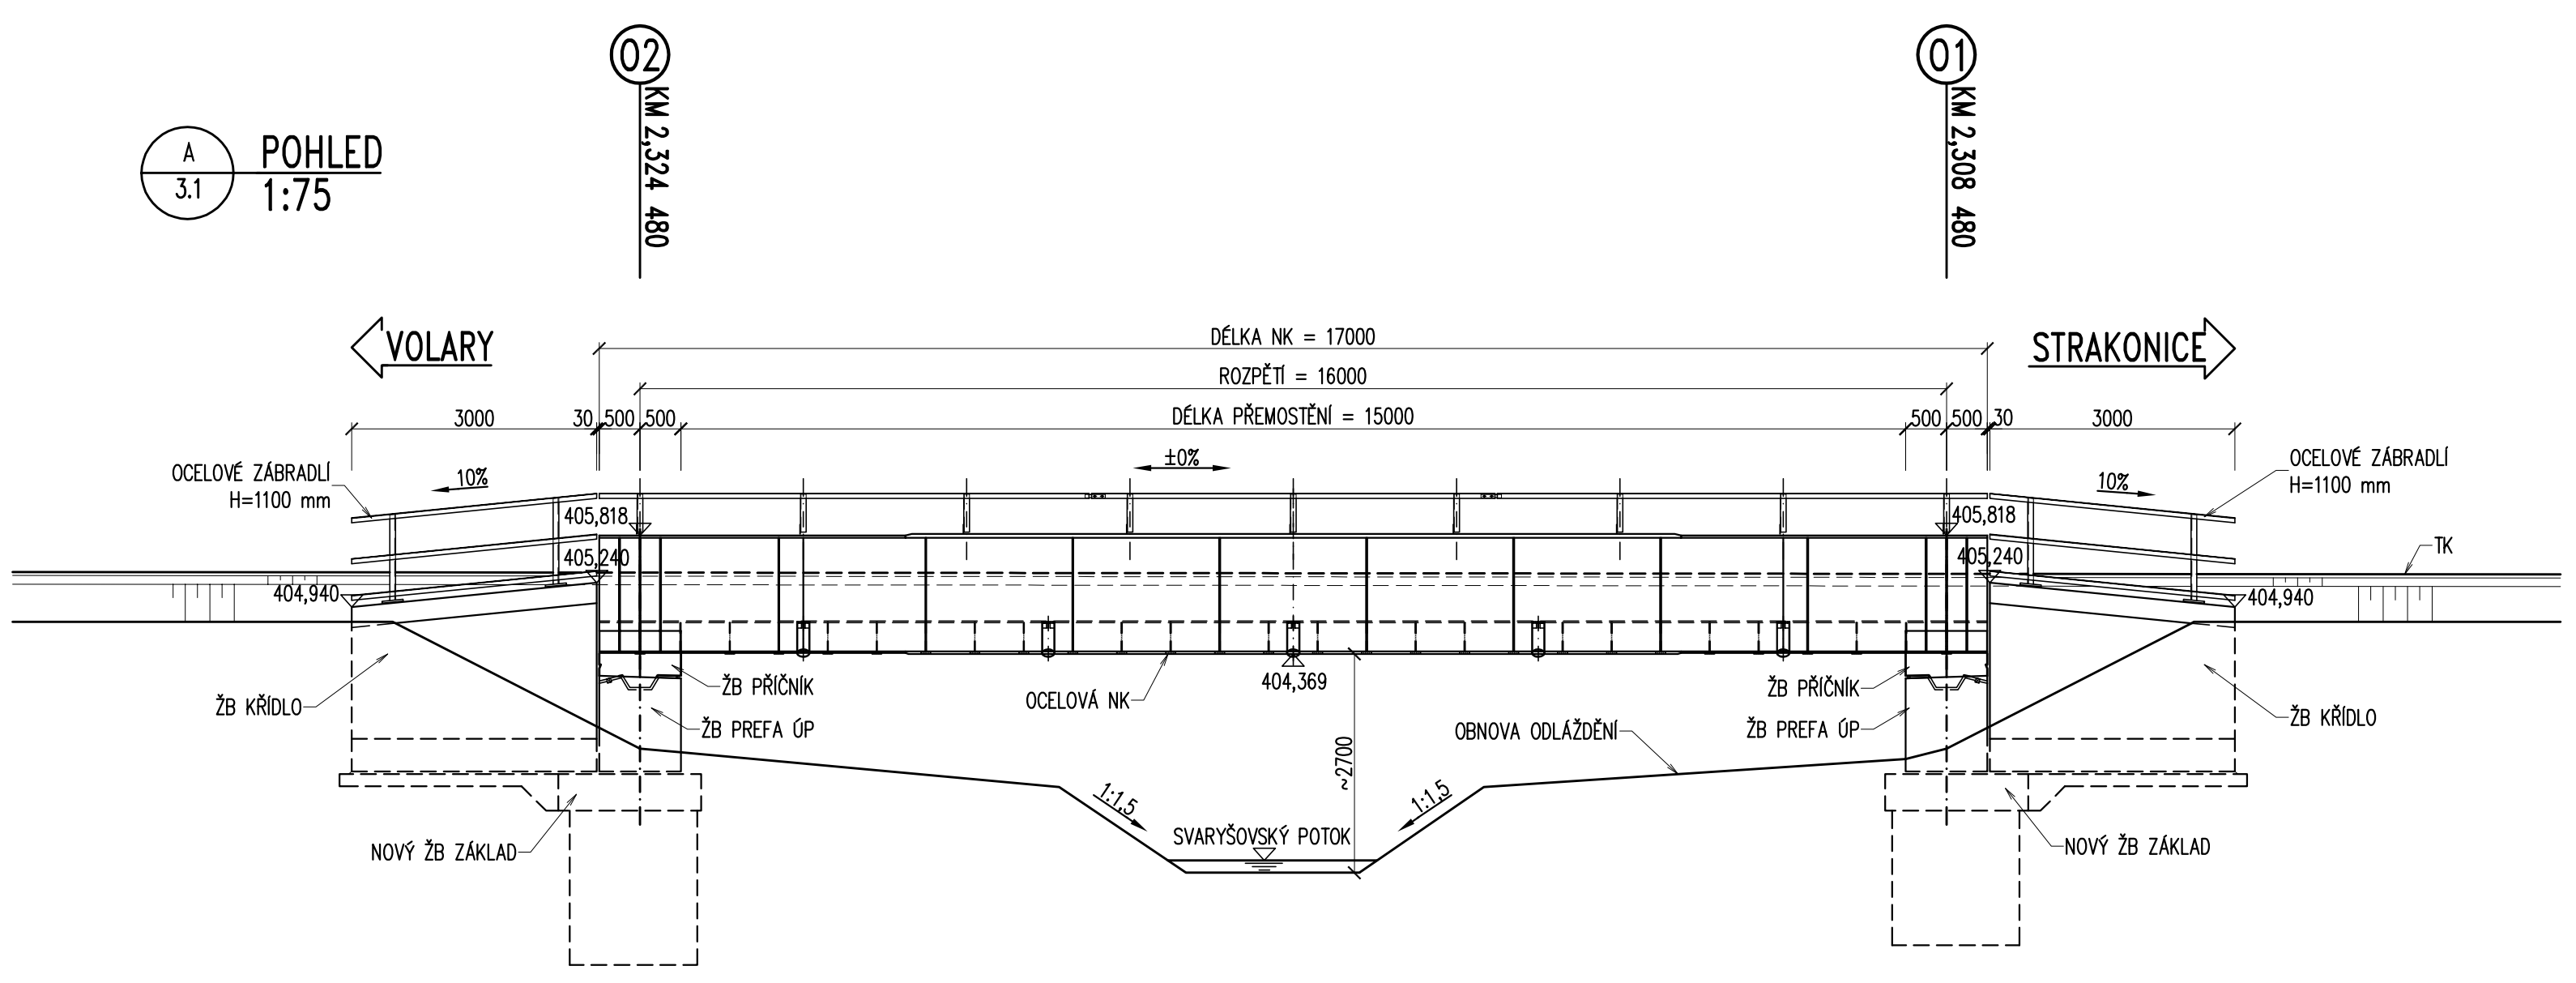 O2
O1
KM 2,324 480
KM 2,308 480
A
3.1
POHLED
1:75
VOLARY
STRAKONICE
DÉLKA NK = 17000
ROZPĚTÍ = 16000
3000
30
500
500
DÉLKA PŘEMOSTĚNÍ = 15000
500
500
30
3000
±0%
OCELOVÉ ZÁBRADLÍ
H=1100 mm
10%
10%
OCELOVÉ ZÁBRADLÍ
H=1100 mm
405,818
405,818
405,240
405,240
TK
404,940
404,940
404,369
ŽB PŘÍČNÍK
OCELOVÁ NK
ŽB PŘÍČNÍK
ŽB KŘÍDLO
ŽB PREFA ÚP
OBNOVA ODLÁŽDĚNÍ
ŽB PREFA ÚP
ŽB KŘÍDLO
~2700
1:1,5
1:1,5
SVARYŠOVSKÝ POTOK
NOVÝ ŽB ZÁKLAD
NOVÝ ŽB ZÁKLAD